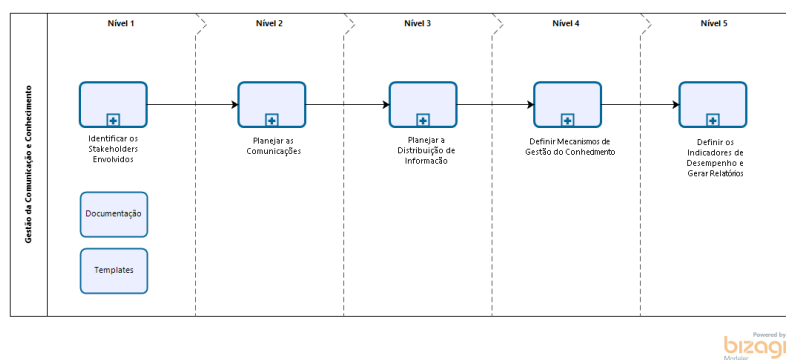 Nível 1
Nível 2
Nível 3
Nível 4
Nível 5
Gestão da Comunicação e Conhecimento
Identificar os
Stakeholders
Envolvidos
Planejar as
Comunicações
Planejar a
Distribuição de
Informacão
Definir Mecanismos de
Gestão do Conhedmento
Definir os
Indicadores de
Desempenho e
Gerar Relatórios
Documentação
Templates
Powered by
bizagi
Modeler